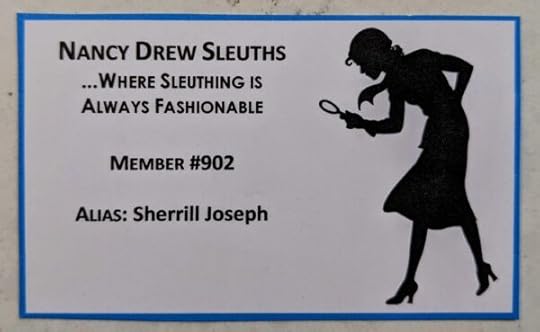 Nancy Drew Sleuths
...Where Sleuthing is
Always Fashionable
Member #902
Alias: Sherrill Joseph